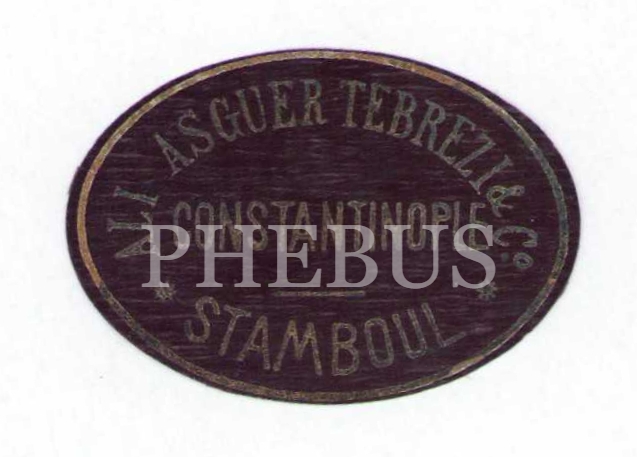 ALI ASGUER TEBREZI & Cº
CONSTANTINOPLE
PHEBUS
STAMBOUL